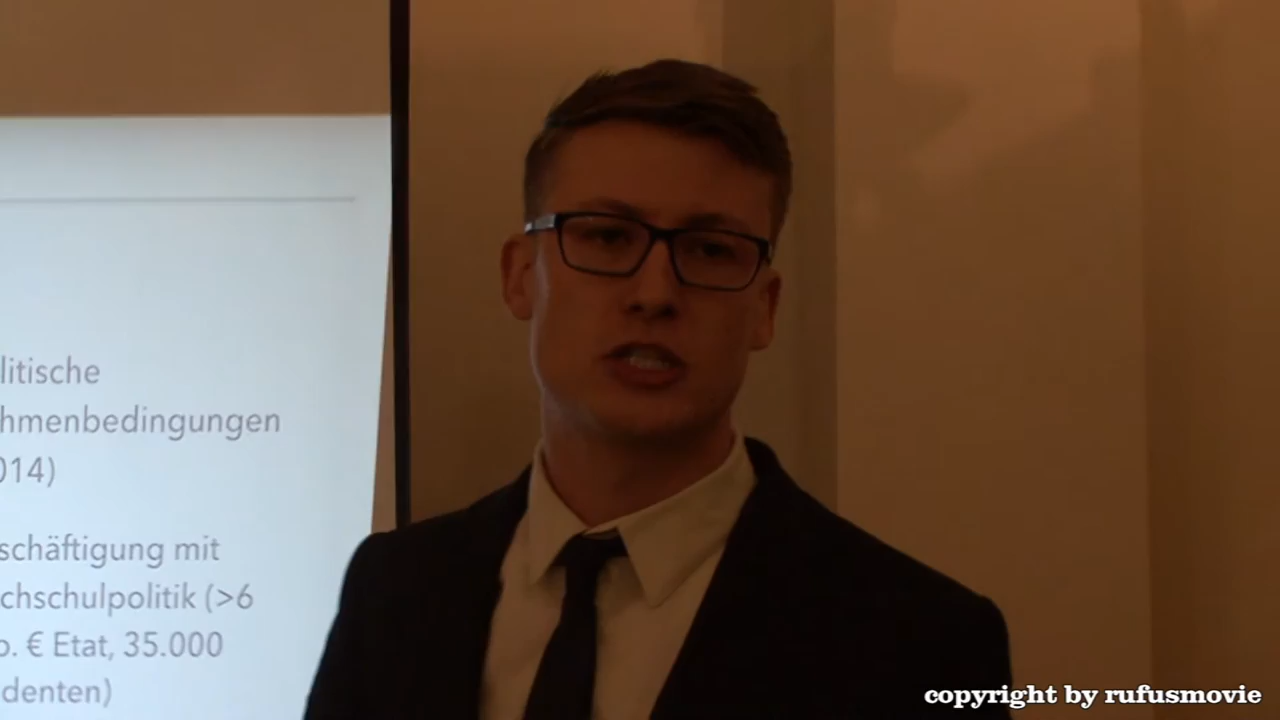 litische
hmenbedingungen
014)
schäftigung mit
chschulpolitik (>6
o. € Etat, 35.000
denten)
copyright by rufusmovie